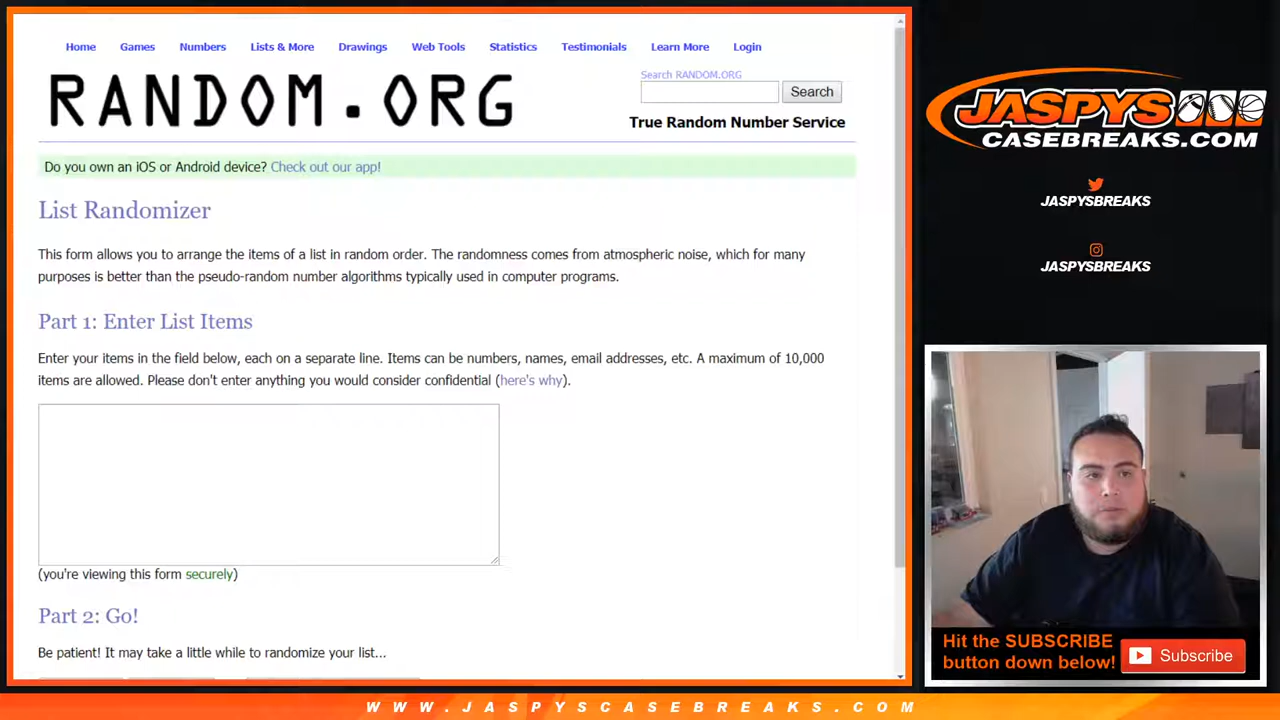 Home Games Numbers Lists & More Drawings Web Tools Statistics Testimonials Learn More Login
RANDOM.ORG
Search RANDOM.ORG
Search
True Random Number Service
Do you own an iOS or Android device? Check out our app!
List Randomizer
This form allows you to arrange the items of a list in random order. The randomness comes from atmospheric noise, which for many
purposes is better than the pseudo-random number algorithms typically used in computer programs.
Part 1: Enter List Items
Enter your items in the field below, each on a separate line. Items can be numbers, names, email addresses, etc. A maximum of 10,000
items are allowed. Please don't enter anything you would consider confidential (here's why).
(you're viewing this form securely)
Part 2: Go!
Be patient! It may take a little while to randomize your list...
JASPYS
CASEBREAKS.COM
JASPYSBREAKS
JASPYSBREAKS
Hit the SUBSCRIBE
button down below!
Subscribe
WWW.JASPYSCASEBREAKS.COM